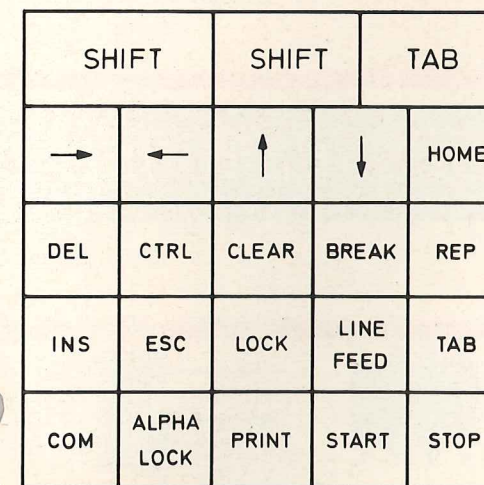 SHIFT SHIFT TAB
→ ← ↑ ↓ HOME
DEL CTRL CLEAR BREAK REP
INS ESC LOCK LINE FEED TAB
COM ALPHA LOCK PRINT START STOP